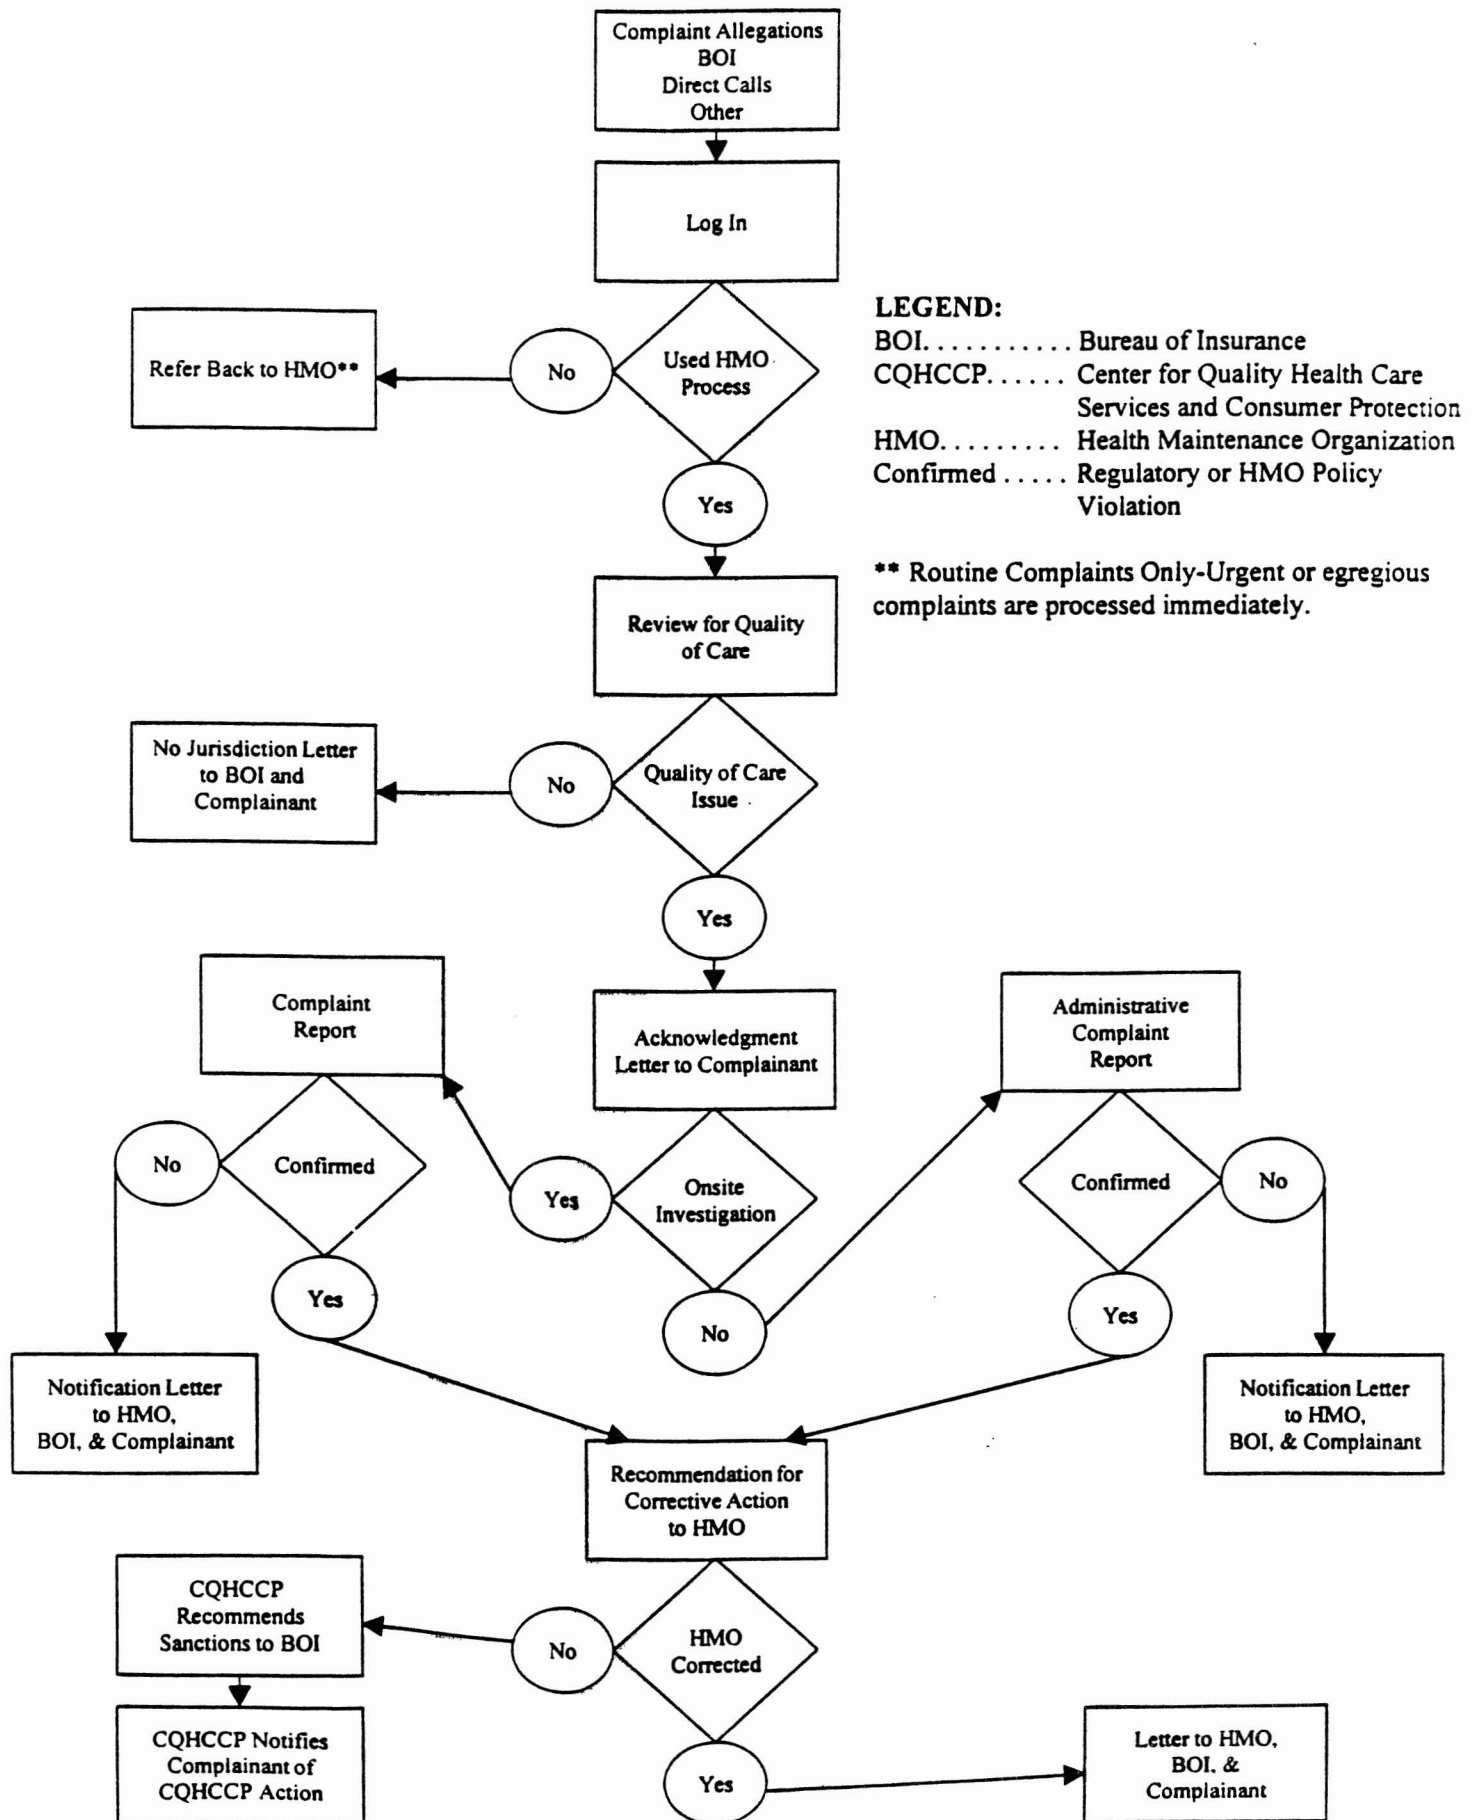 Complaint Allegations
BOI
Direct Calls
Other
Log In
Used HMO
Process
No
Refer Back to HMO**
Yes
LEGEND:
BOI........... Bureau of Insurance
CQHCCP...... Center for Quality Health Care
Services and Consumer Protection
HMO......... Health Maintenance Organization
Confirmed ..... Regulatory or HMO Policy
Violation
** Routine Complaints Only-Urgent or egregious
complaints are processed immediately.
Review for Quality
of Care
Quality of Care
Issue
No
No Jurisdiction Letter
to BOI and
Complainant
Yes
Acknowledgment
Letter to Complainant
Onsite
Investigation
Yes
Complaint
Report
Confirmed
No
Notification Letter
to HMO,
BOI, & Complainant
Yes
No
Administrative
Complaint
Report
Confirmed
No
Notification Letter
to HMO,
BOI, & Complainant
Yes
Recommendation for
Corrective Action
to HMO
HMO
Corrected
No
CQHCCP
Recommends
Sanctions to BOI
CQHCCP Notifies
Complainant of
CQHCCP Action
Yes
Letter to HMO,
BOI, &
Complainant